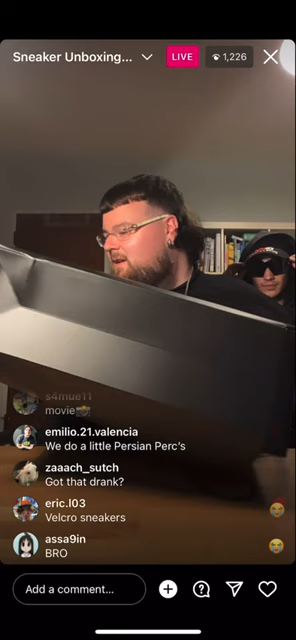 Sneaker Unboxing...
LIVE
1,226
s4mue11
movie📸
emilio.21.valencia
We do a little Persian Perc's
zaaach_sutch
Got that drank?
eric.l03
Velcro sneakers
assa9in
BRO
Add a comment...